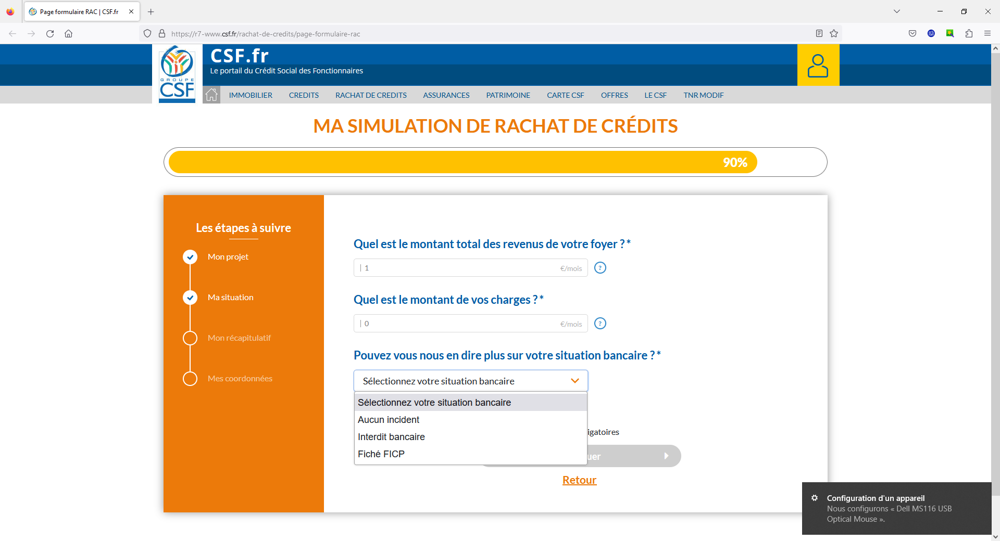 Page formulaire RAC | CSF.fr
https://r7-www.csf.fr/rachat-de-credits/page-formulaire-rac
GROUPE
CSF
CSF.fr
Le portail du Crédit Social des Fonctionnaires
IMMOBILIER CREDITS RACHAT DE CREDITS ASSURANCES PATRIMOINE CARTE CSF OFFRES LE CSF TNR MODIF
MA SIMULATION DE RACHAT DE CRÉDITS
90%
Les étapes à suivre
Mon projet
Ma situation
Mon récapitulatif
Mes coordonnées
Quel est le montant total des revenus de votre foyer ? *
| 1 €/mois ?
Quel est le montant de vos charges ? *
| 0 €/mois ?
Pouvez vous nous en dire plus sur votre situation bancaire ? *
Sélectionnez votre situation bancaire
Sélectionnez votre situation bancaire
Aucun incident
Interdit bancaire
Fiché FICP
igatoires
uer
Retour
Configuration d'un appareil
Nous configurons « Dell MS116 USB
Optical Mouse ».